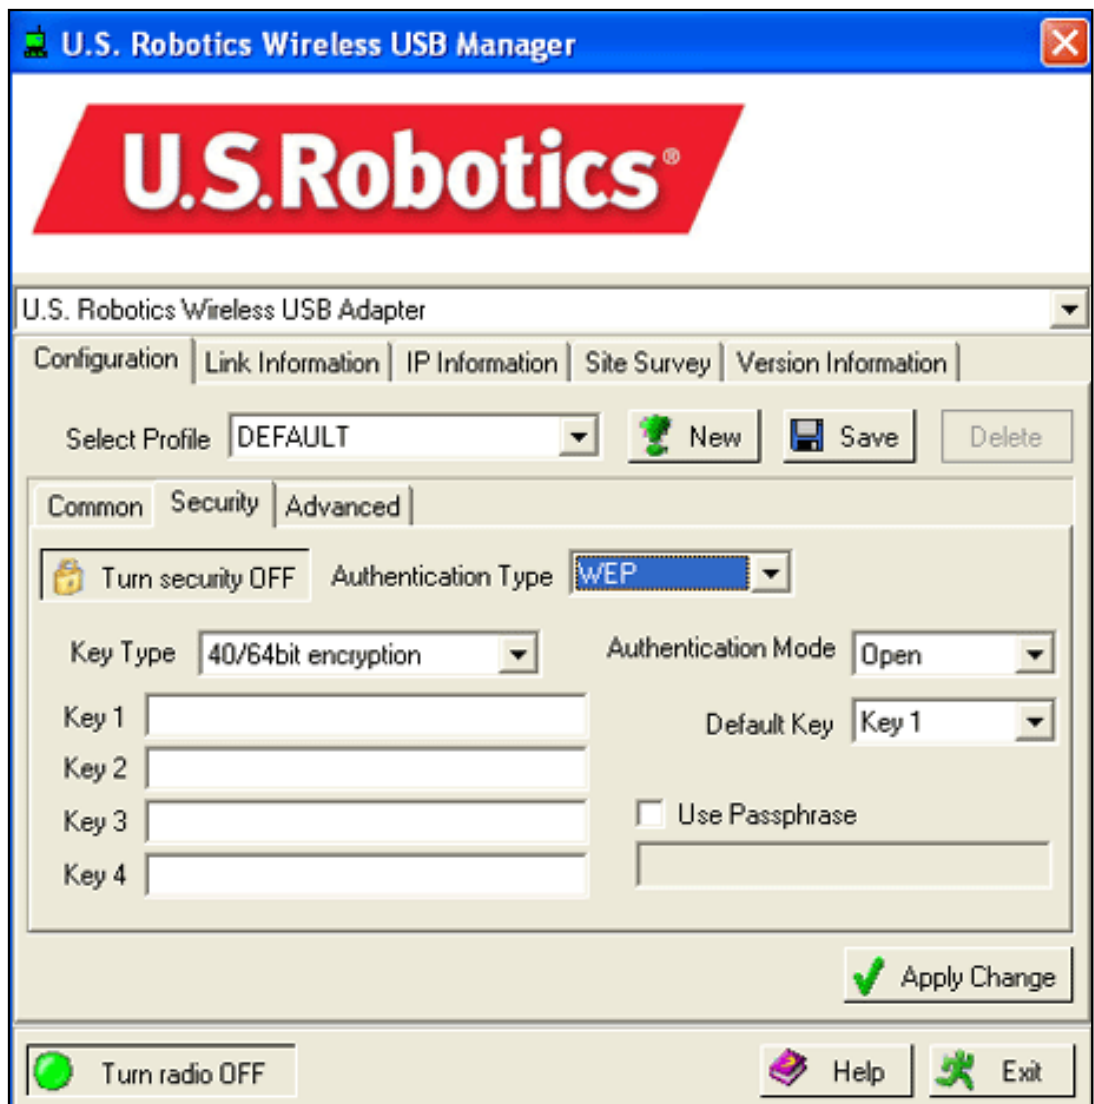 U.S. Robotics Wireless USB Manager
U.S.Robotics®
U.S. Robotics Wireless USB Adapter
Configuration Link Information IP Information Site Survey Version Information
Select Profile DEFAULT New Save Delete
Common Security Advanced
Turn security OFF Authentication Type WEP
Key Type 40/64bit encryption Authentication Mode Open
Key 1 Default Key Key 1
Key 2
Key 3 Use Passphrase
Key 4
Apply Change
Turn radio OFF Help Exit